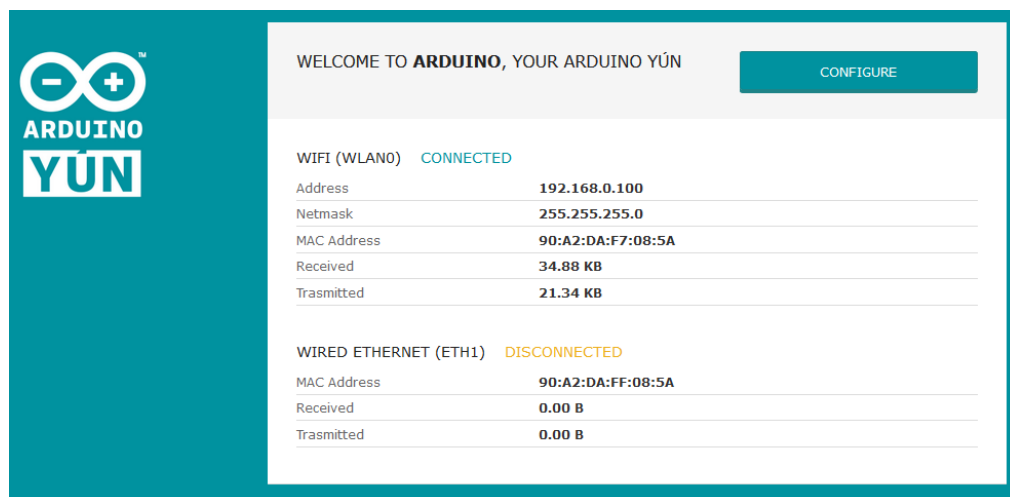 ™
ARDUINO
YÚN
WELCOME TO ARDUINO, YOUR ARDUINO YÚN
CONFIGURE
WIFI (WLAN0) CONNECTED
Address 192.168.0.100
Netmask 255.255.255.0
MAC Address 90:A2:DA:F7:08:5A
Received 34.88 KB
Trasmitted 21.34 KB
WIRED ETHERNET (ETH1) DISCONNECTED
MAC Address 90:A2:DA:FF:08:5A
Received 0.00 B
Trasmitted 0.00 B